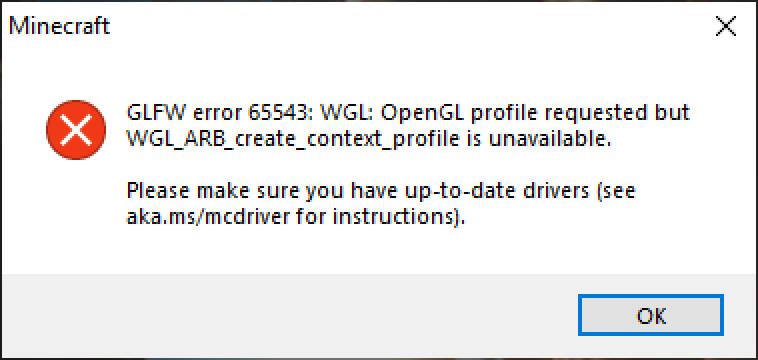 Minecraft
GLFW error 65543: WGL: OpenGL profile requested but
WGL_ARB_create_context_profile is unavailable.
Please make sure you have up-to-date drivers (see
aka.ms/mcdriver for instructions).
OK